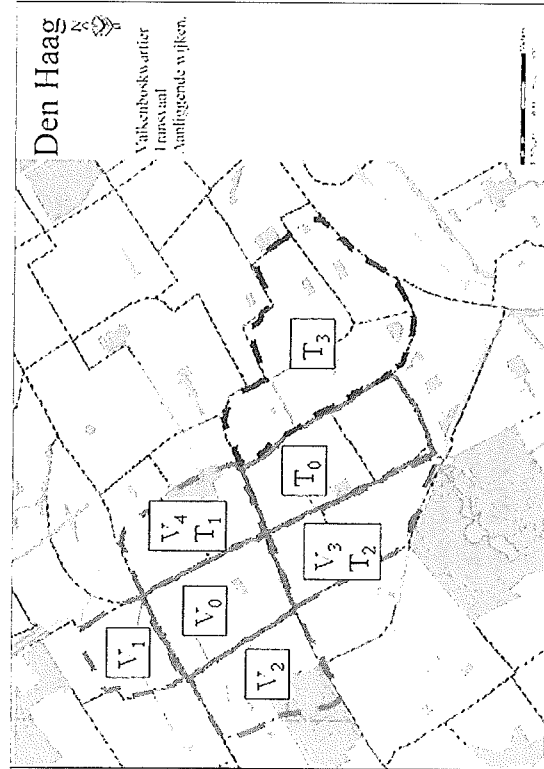 Den Haag
N
Valkenboskwartier
Transvaal
Aanliggende wijken.
V1
V0
V2
V4
T1
V3
T2
T0
T3